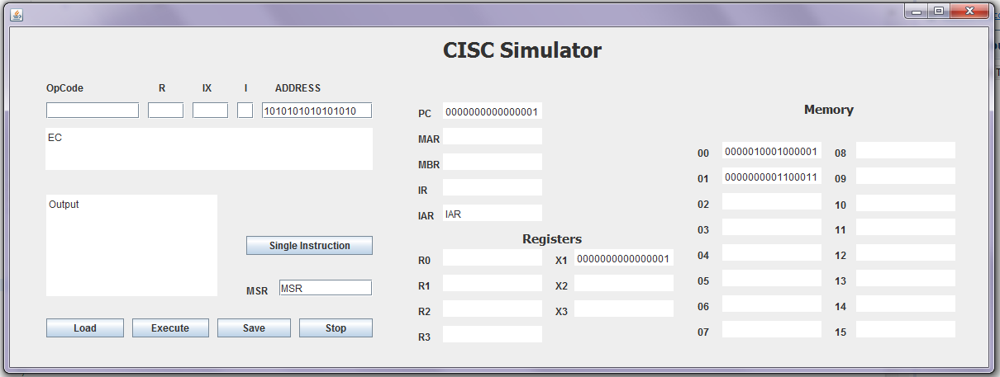 CISC Simulator
OpCode R IX I ADDRESS
1010101010101010
EC
Output
Single Instruction
MSR MSR
Load Execute Save Stop
PC 0000000000000001
MAR
MBR
IR
IAR IAR
Registers
R0 X1 0000000000000001
R1 X2
R2 X3
R3
Memory
00 0000010001000001 08
01 0000000001100011 09
02 10
03 11
04 12
05 13
06 14
07 15